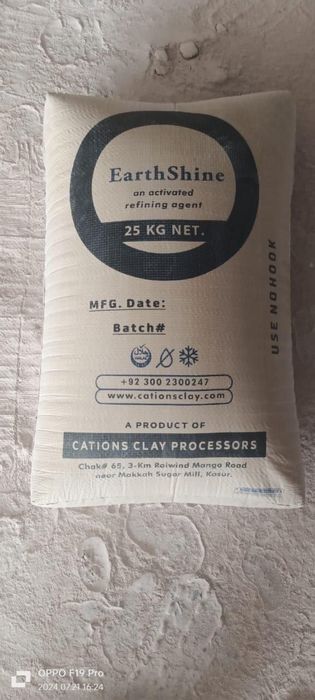 EarthShine
an activated
refining agent
25 KG NET.
USE NO HOOK
MFG. Date:
Batch#
حلال
HALAL
+92 300 2300247
www.cationsclay.com
A PRODUCT OF
CATIONS CLAY PROCESSORS
Chak# 65, 3-Km Raiwind Manga Road
near Makkah Sugar Mill, Kasur.
OPPO F19 Pro
2024.07.21 16:24